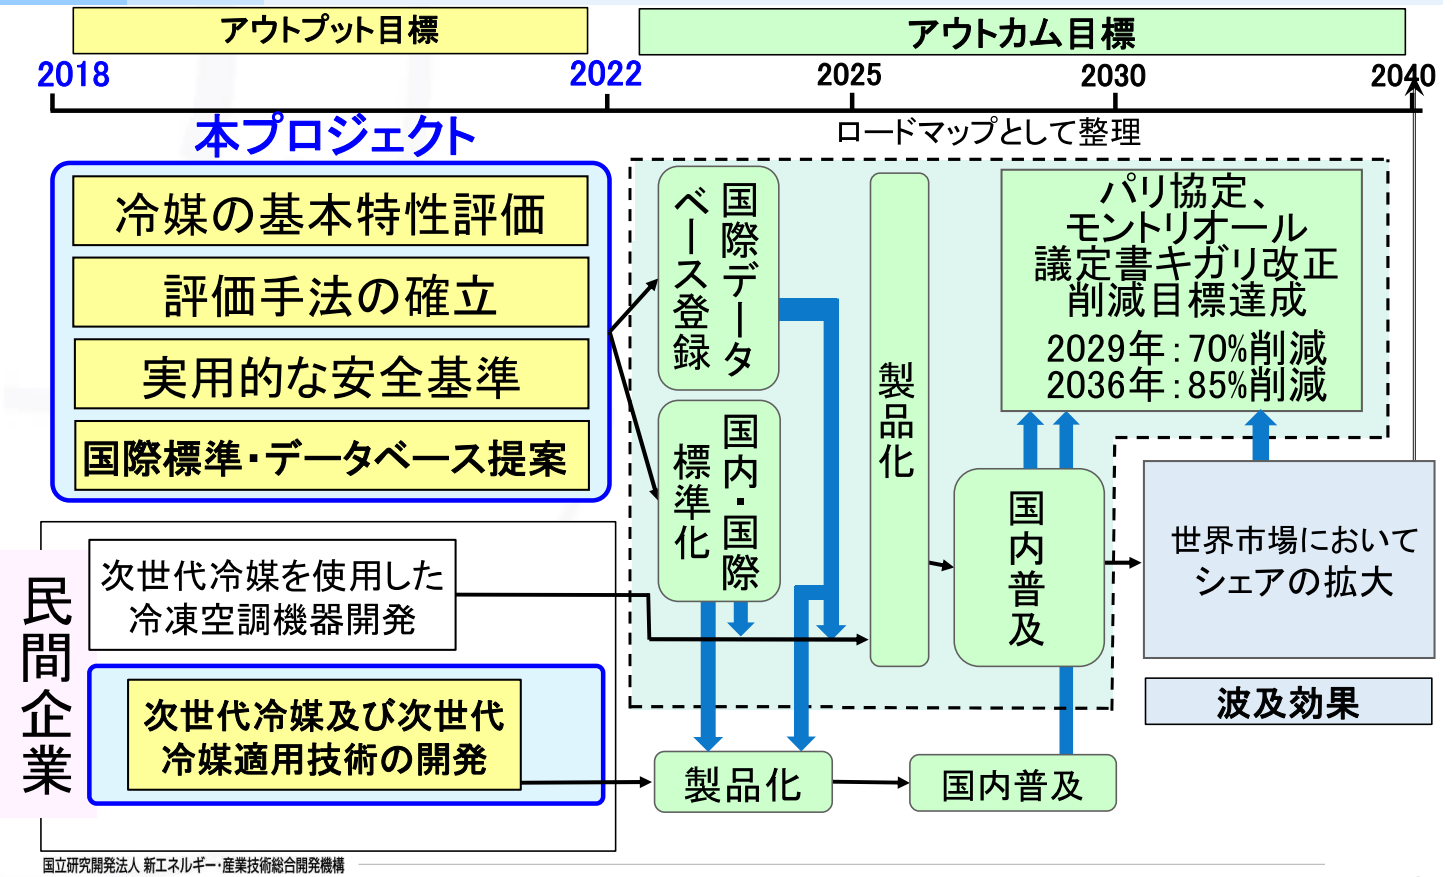 アウトプット目標
アウトカム目標
2018
2022
2025
2030
2040
本プロジェクト
ロードマップとして整理
冷媒の基本特性評価
評価手法の確立
実用的な安全基準
国際標準・データベース提案
国際データ
ベース登録
国内・国際
標準化
製品化
パリ協定、
モントリオール
議定書キガリ改正
削減目標達成
2029年：70%削減
2036年：85%削減
国内普及
世界市場において
シェアの拡大
波及効果
民間企業
次世代冷媒を使用した
冷凍空調機器開発
次世代冷媒及び次世代
冷媒適用技術の開発
製品化
国内普及
国立研究開発法人 新エネルギー・産業技術総合開発機構